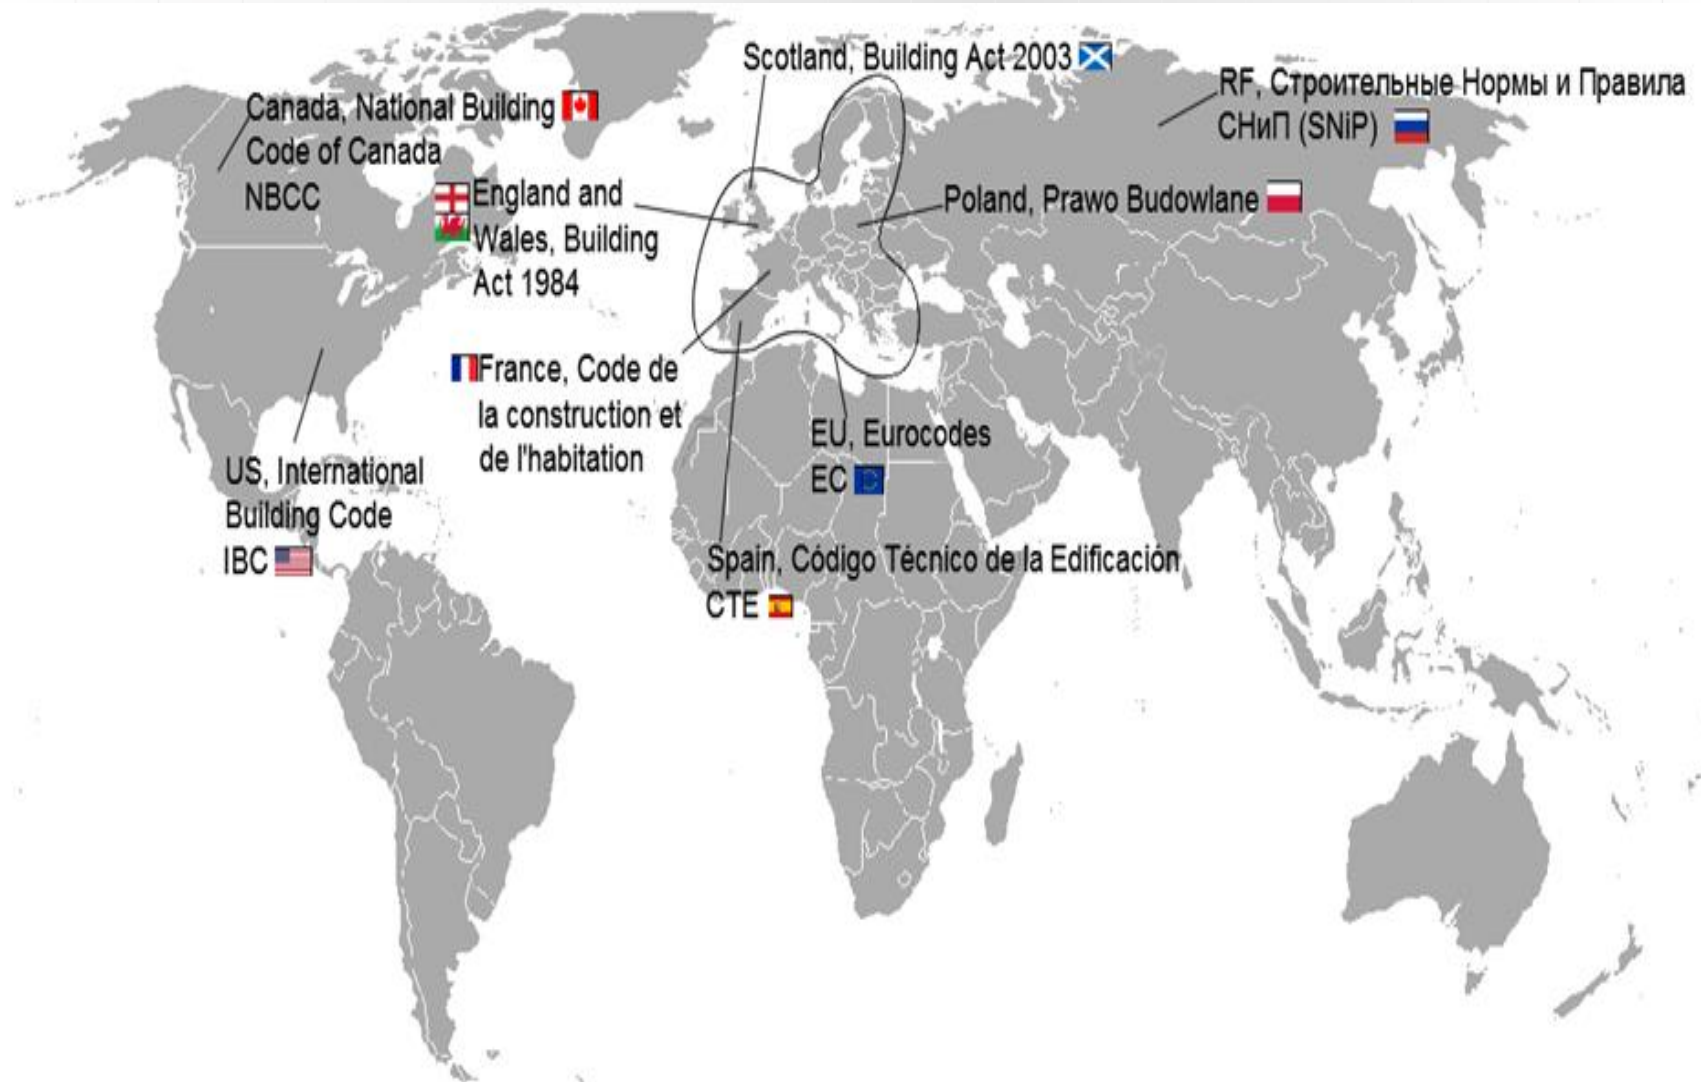 Scotland, Building Act 2003
RF, Строительные Нормы и Правила
СНиП (SNiP)
Canada, National Building
Code of Canada
NBCC
England and
Wales, Building
Act 1984
Poland, Prawo Budowlane
France, Code de
la construction et
de l'habitation
EU, Eurocodes
EC
US, International
Building Code
IBC
Spain, Código Técnico de la Edificación
CTE